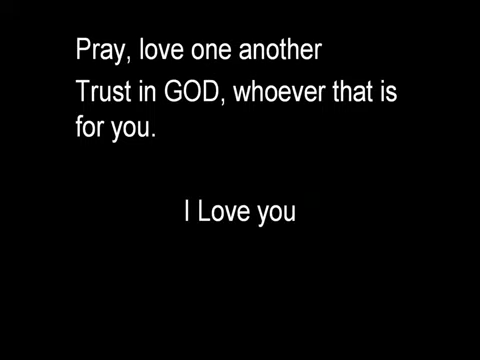 Pray, love one another
Trust in GOD, whoever that is
for you.
I Love you